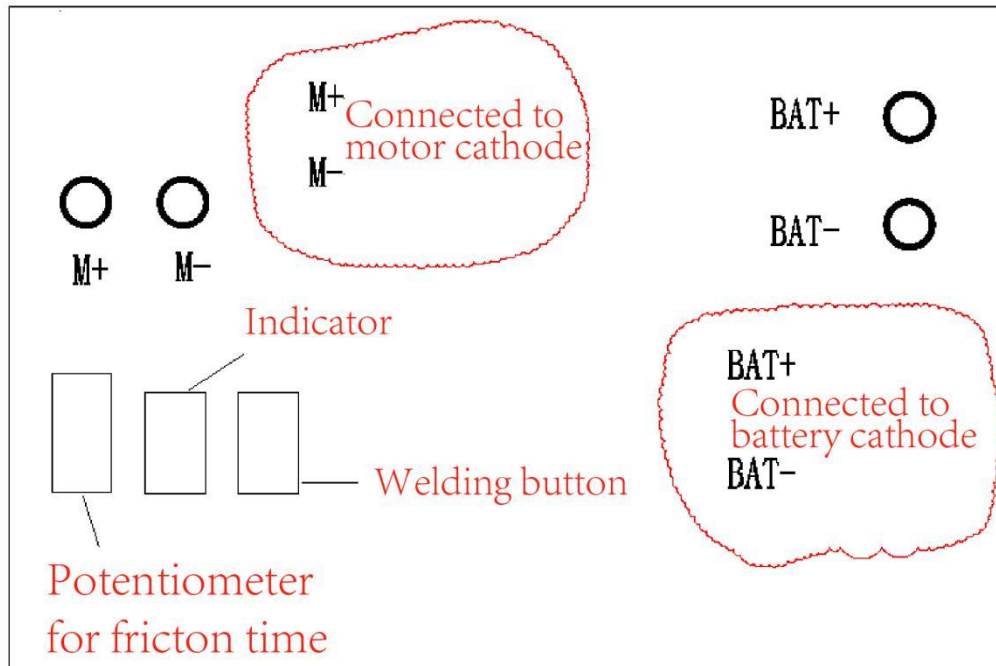 M+
Connected to
motor cathode
M-
BAT+
BAT-
M+
M-
Indicator
BAT+
Connected to
battery cathode
BAT-
Welding button
Potentiometer
for fricton time